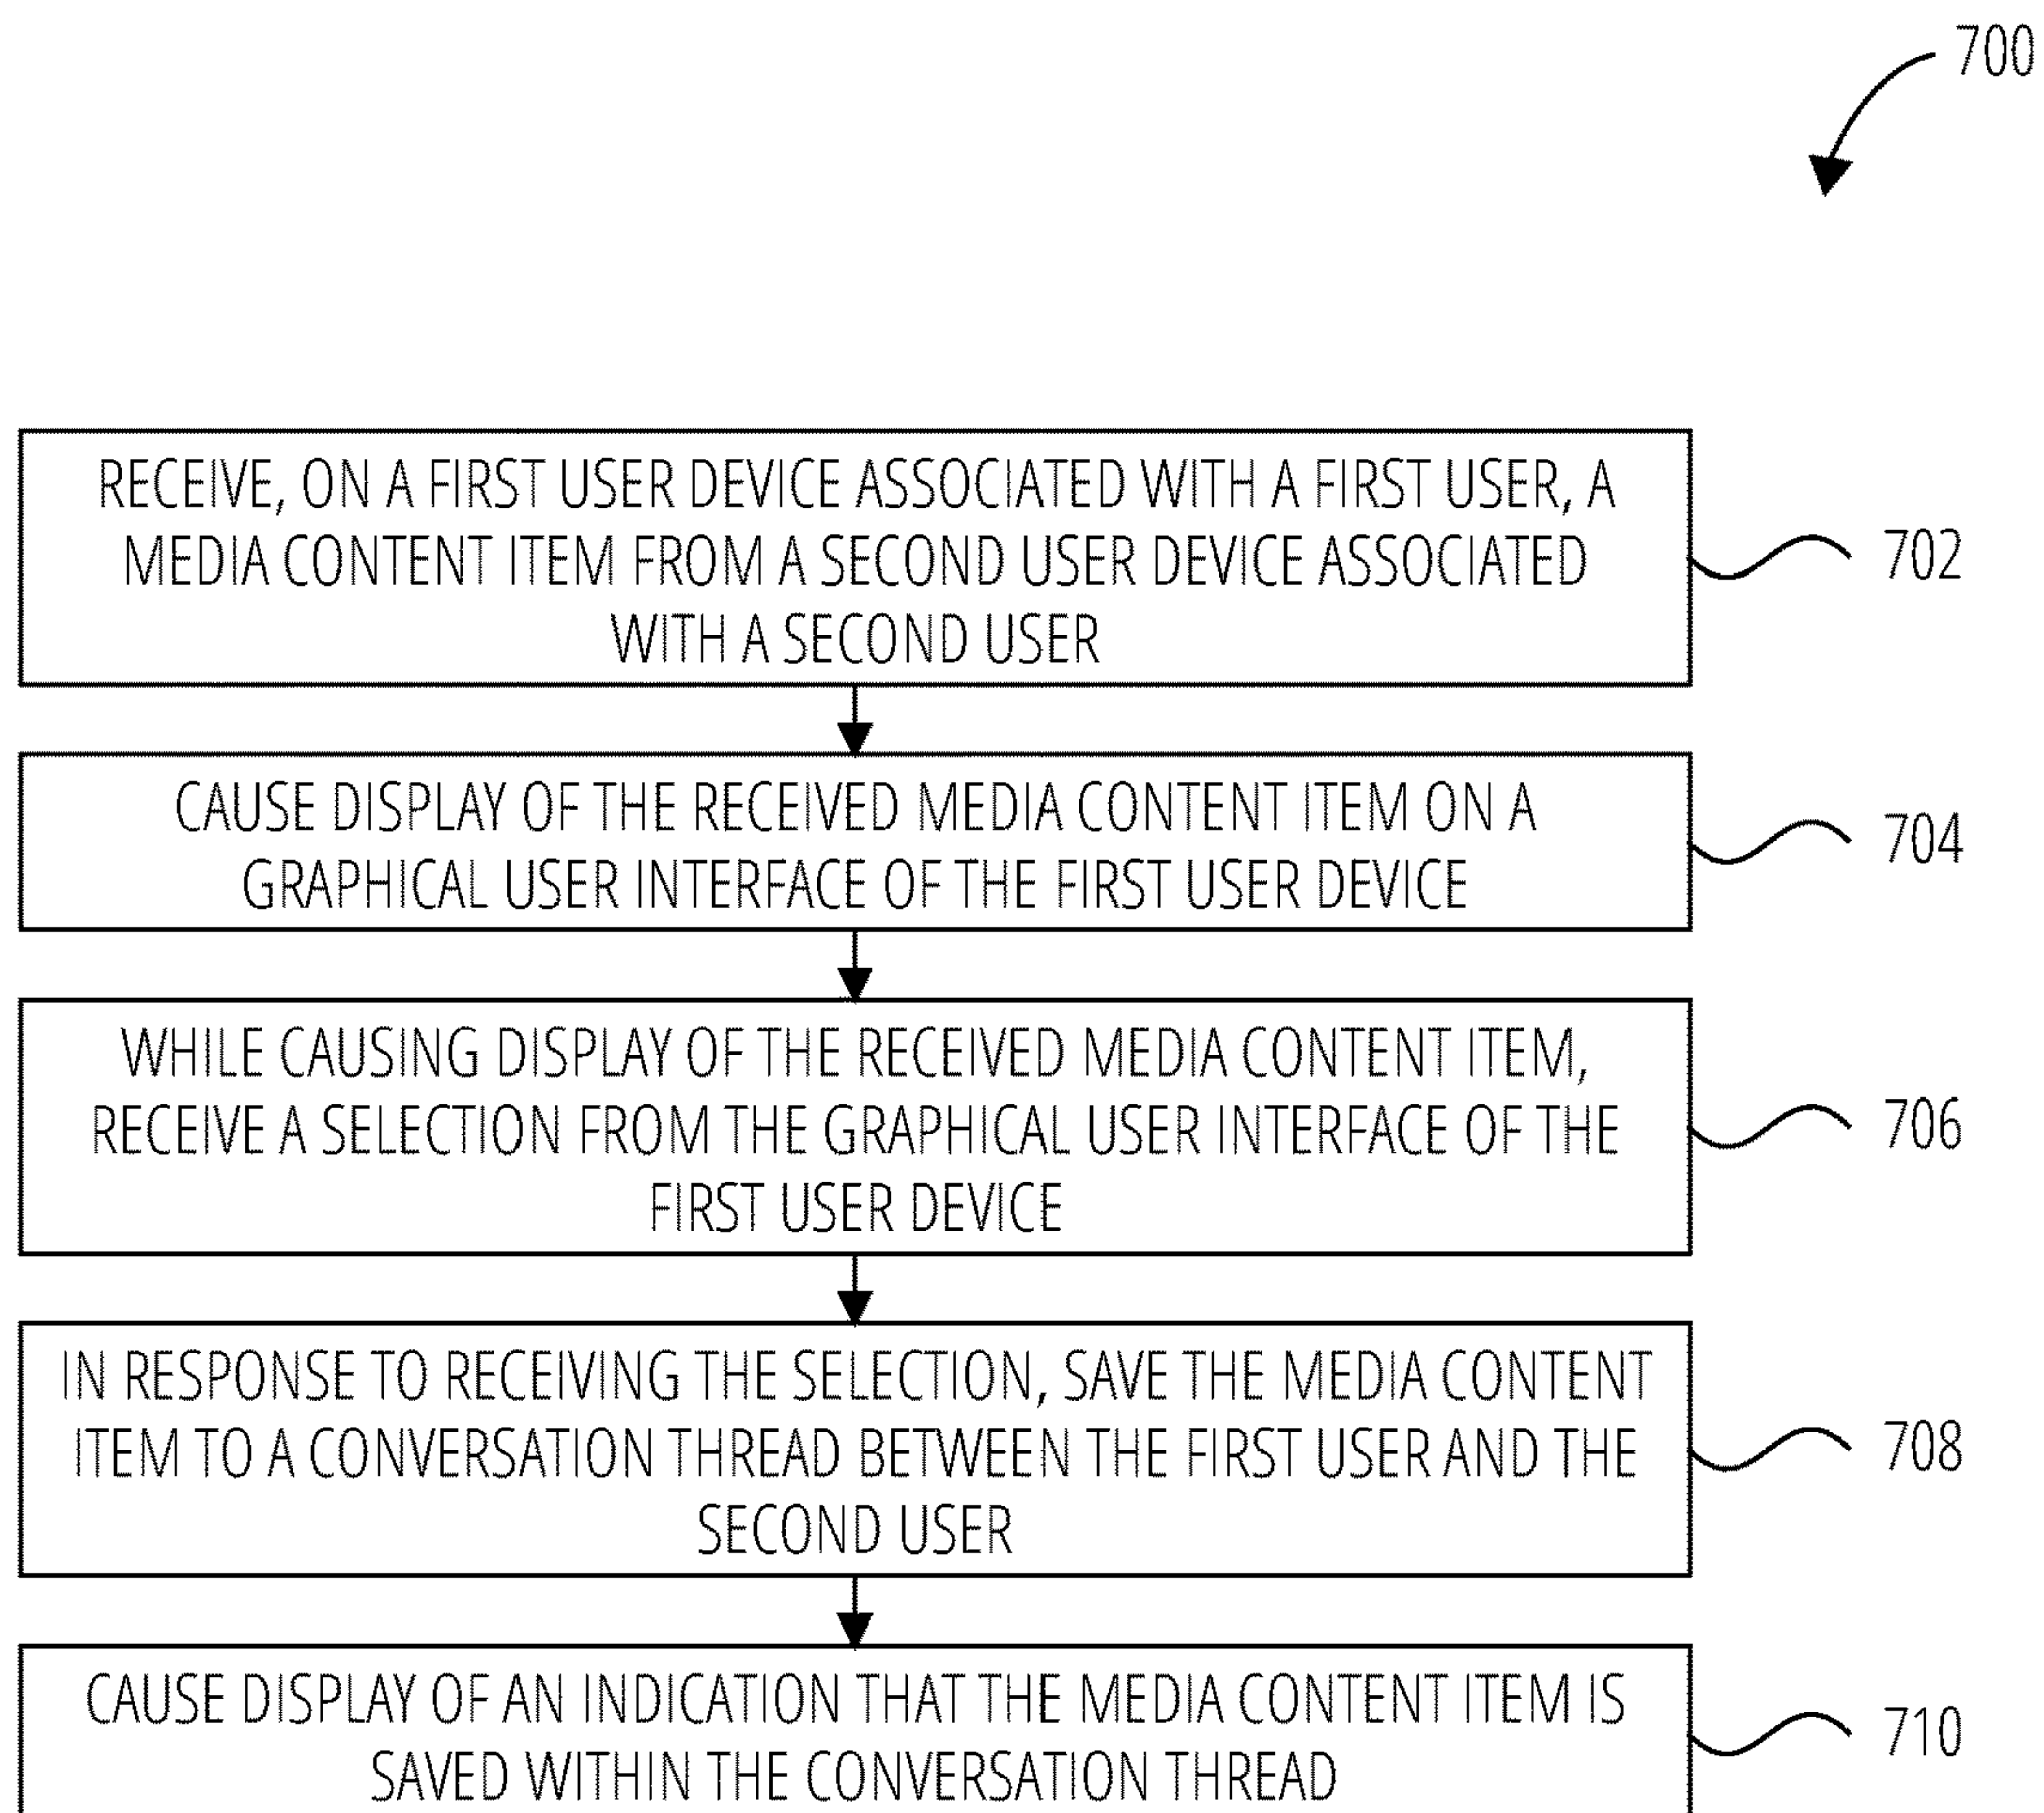 700
RECEIVE, ON A FIRST USER DEVICE ASSOCIATED WITH A FIRST USER, A
MEDIA CONTENT ITEM FROM A SECOND USER DEVICE ASSOCIATED
WITH A SECOND USER
702
CAUSE DISPLAY OF THE RECEIVED MEDIA CONTENT ITEM ON A
GRAPHICAL USER INTERFACE OF THE FIRST USER DEVICE
704
WHILE CAUSING DISPLAY OF THE RECEIVED MEDIA CONTENT ITEM,
RECEIVE A SELECTION FROM THE GRAPHICAL USER INTERFACE OF THE
FIRST USER DEVICE
706
IN RESPONSE TO RECEIVING THE SELECTION, SAVE THE MEDIA CONTENT
ITEM TO A CONVERSATION THREAD BETWEEN THE FIRST USER AND THE
SECOND USER
708
CAUSE DISPLAY OF AN INDICATION THAT THE MEDIA CONTENT ITEM IS
SAVED WITHIN THE CONVERSATION THREAD
710